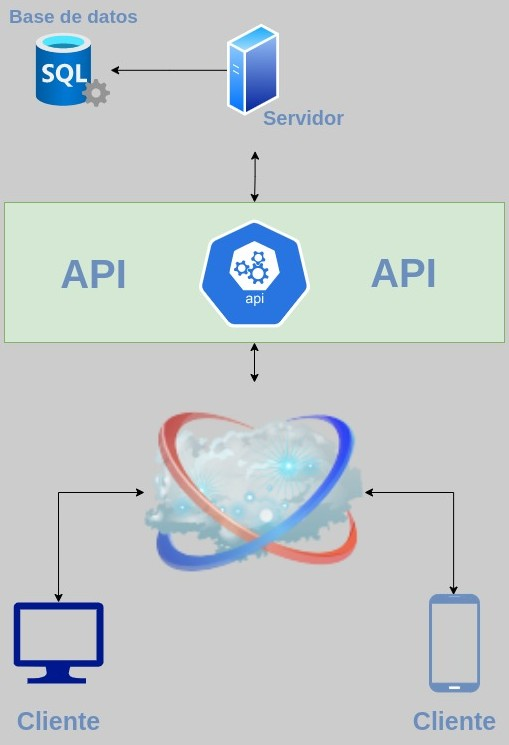 Base de datos
SQL
Servidor
API
api
API
Cliente
Cliente